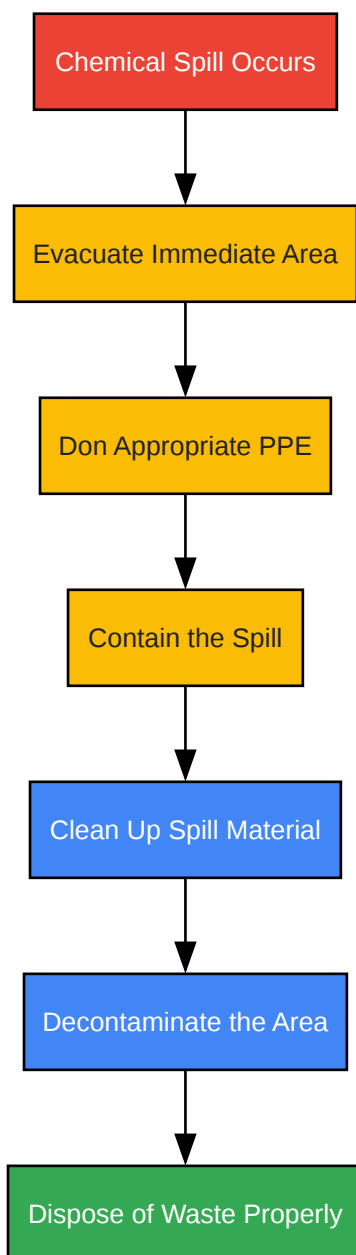 Chemical Spill Occurs
Evacuate Immediate Area
Don Appropriate PPE
Contain the Spill
Clean Up Spill Material
Decontaminate the Area
Dispose of Waste Properly